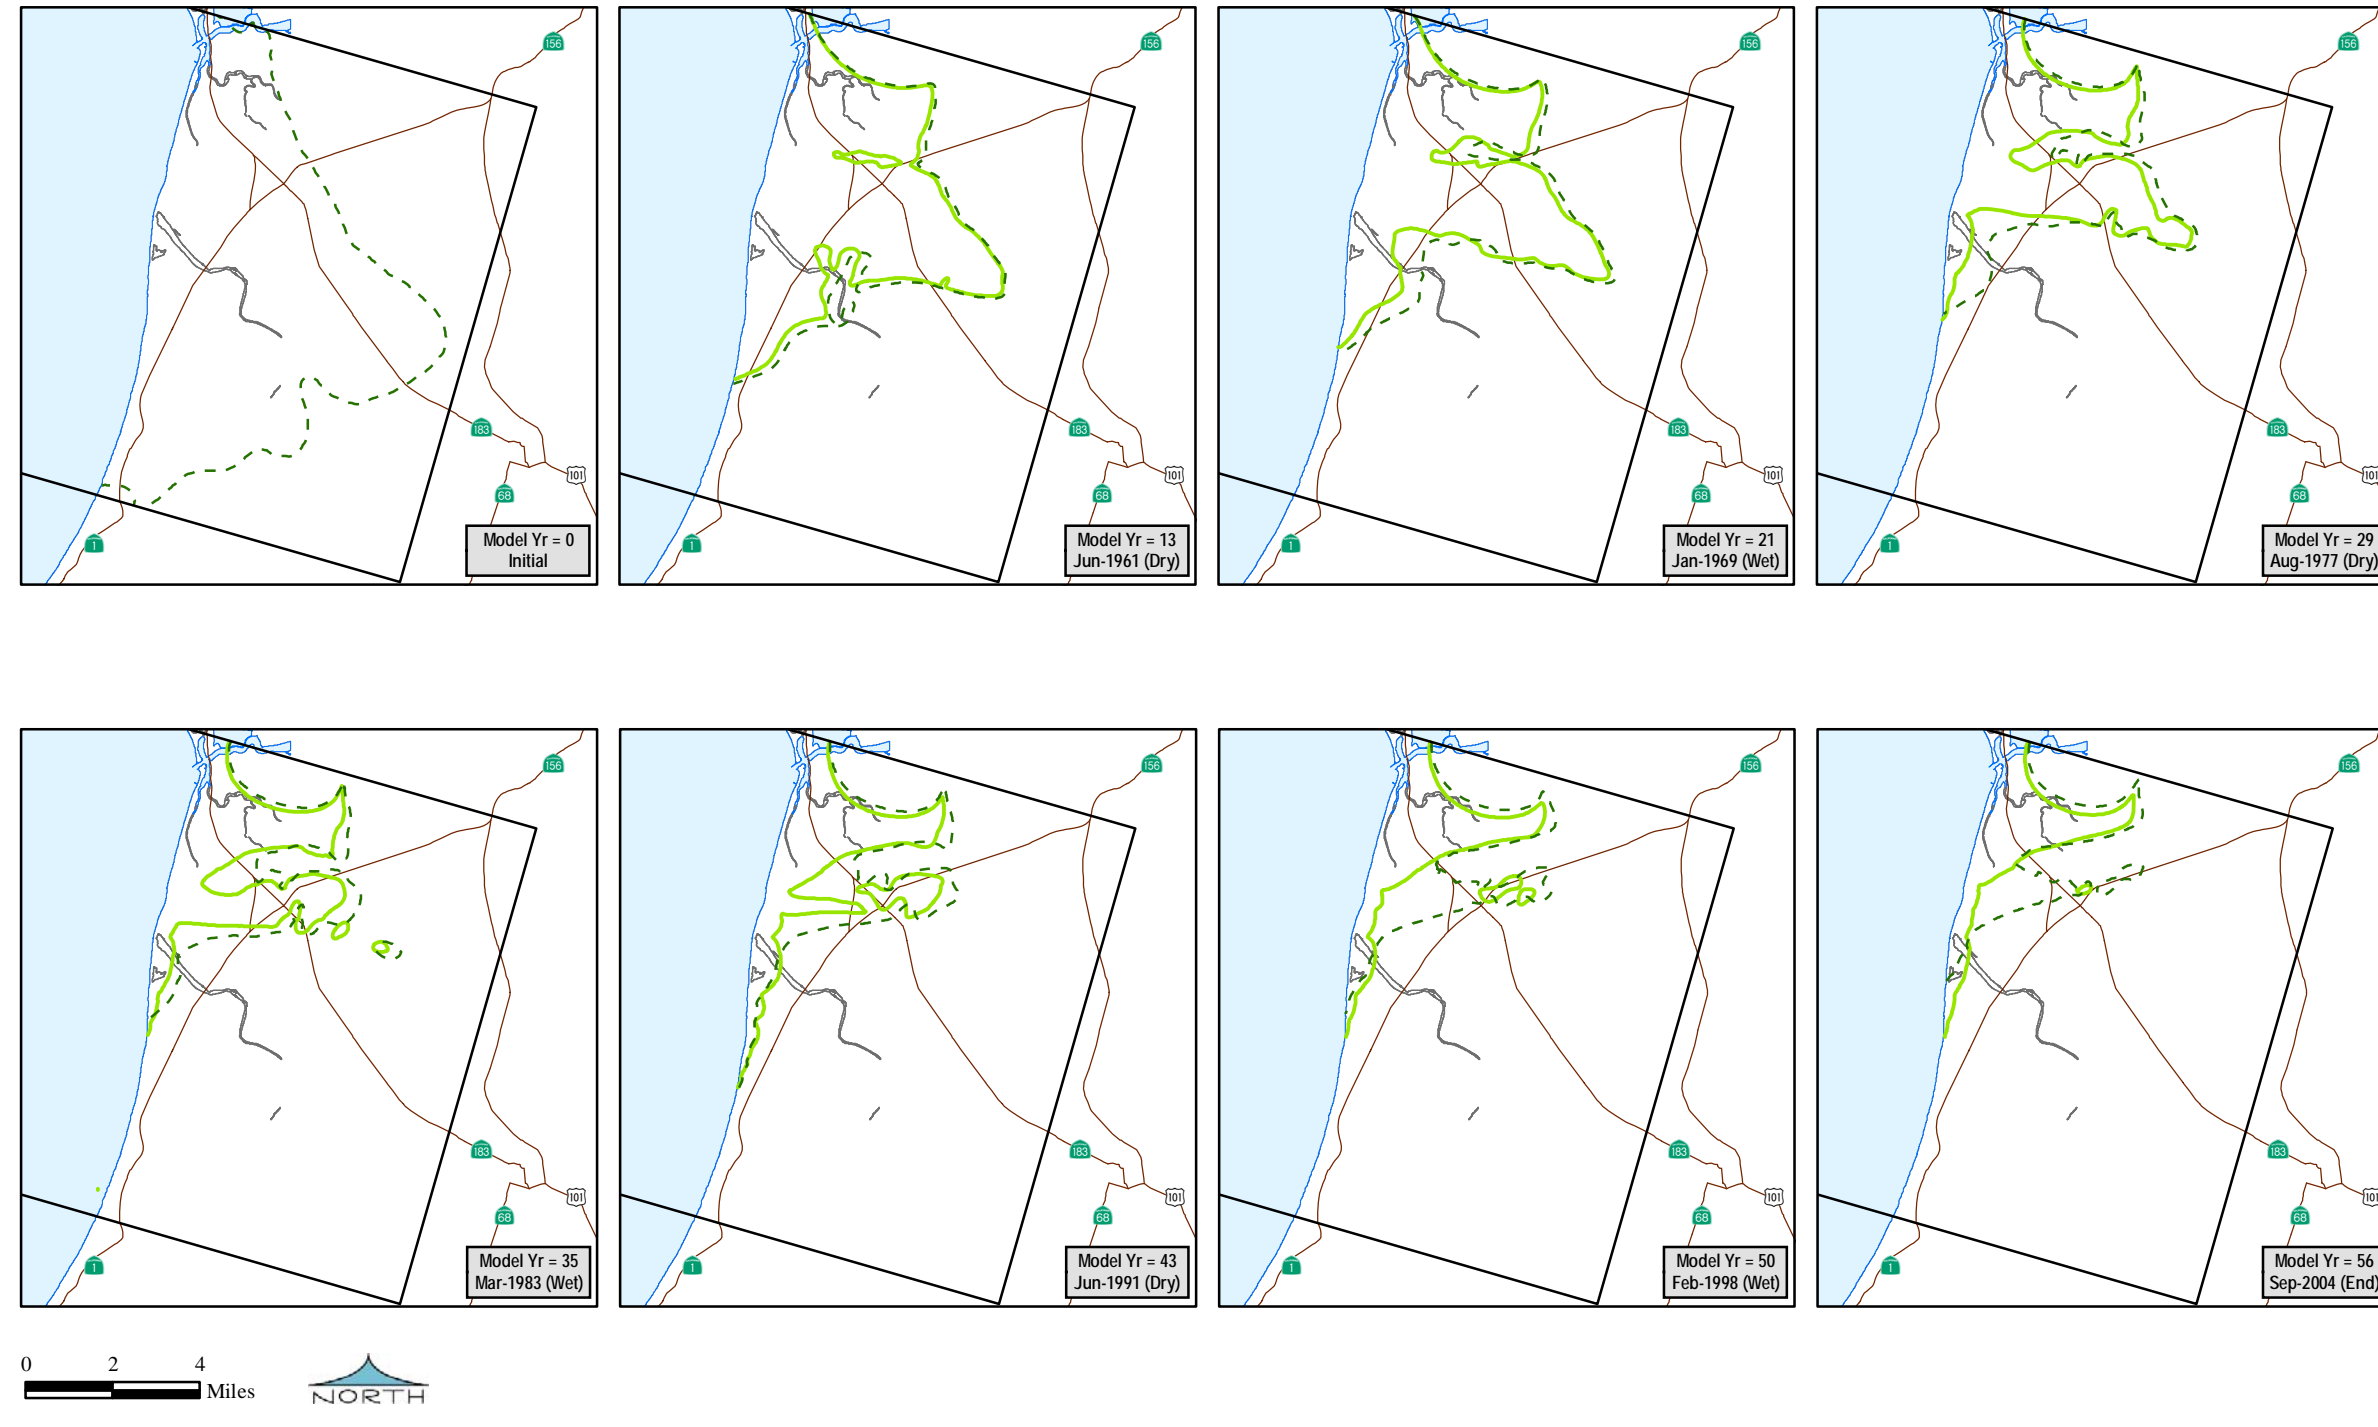 156
183
101
68
1
Model Yr = 0
Initial
156
183
101
68
1
Model Yr = 13
Jun-1961 (Dry)
156
183
101
68
1
Model Yr = 21
Jan-1969 (Wet)
156
183
101
68
1
Model Yr = 29
Aug-1977 (Dry)
156
183
101
68
1
Model Yr = 35
Mar-1983 (Wet)
156
183
101
68
1
Model Yr = 43
Jun-1991 (Dry)
156
183
101
68
1
Model Yr = 50
Feb-1998 (Wet)
156
183
101
68
1
Model Yr = 56
Sep-2004 (End)
0 2 4
Miles
NORTH